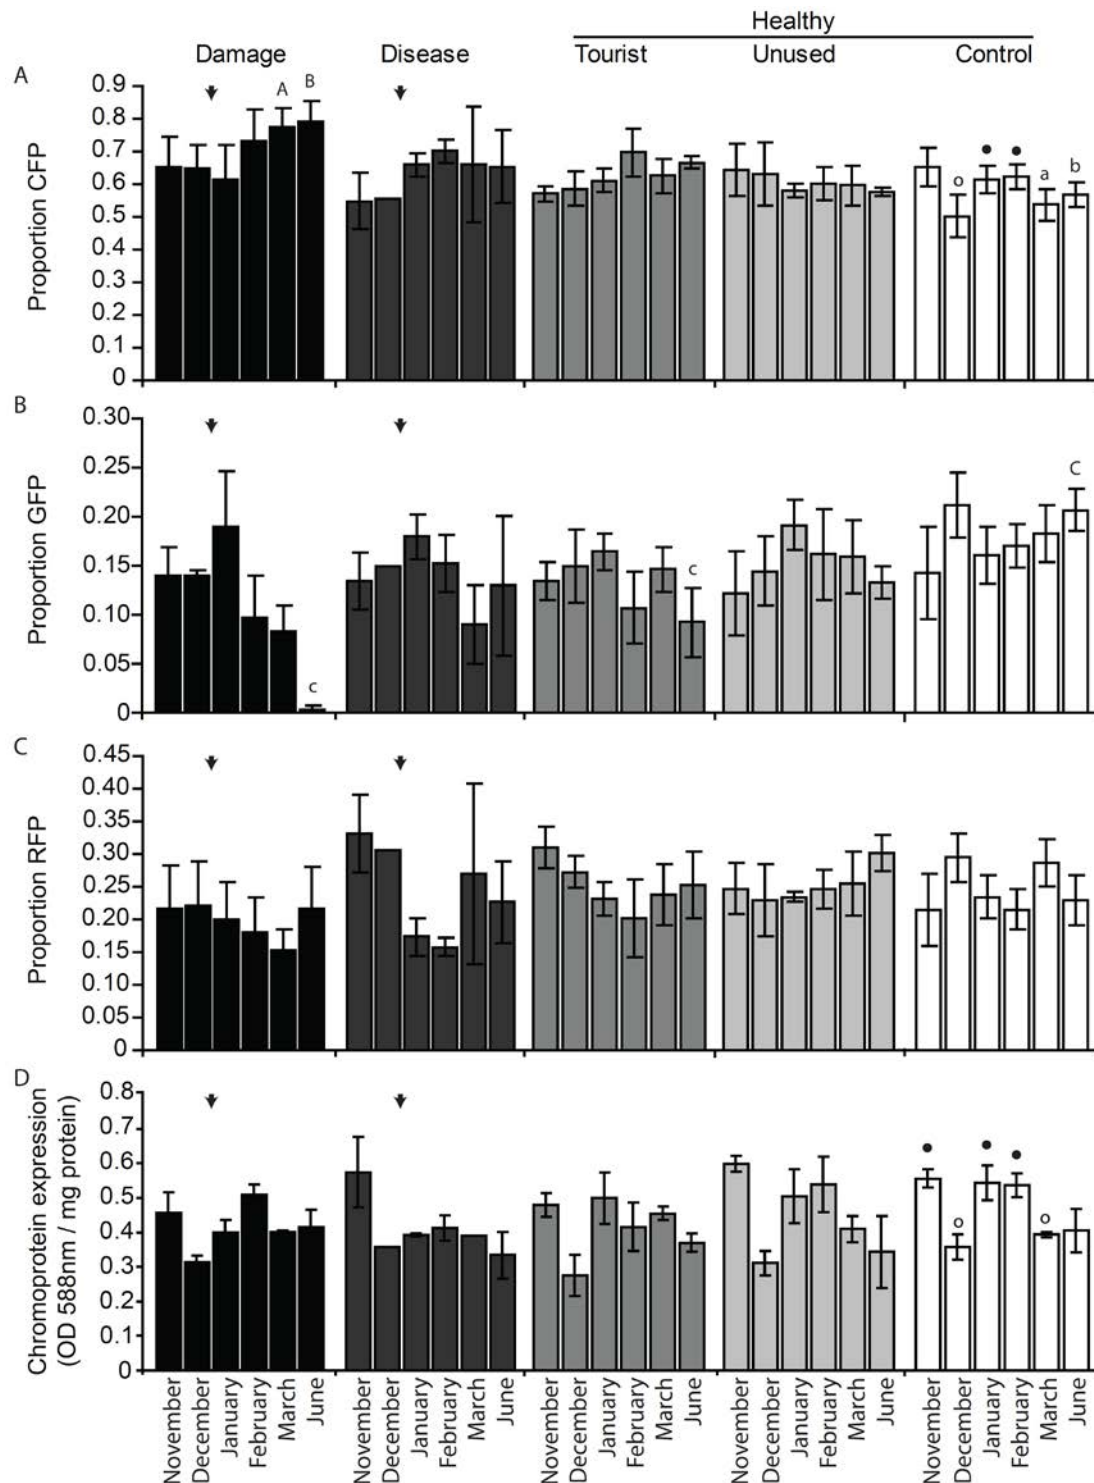 Healthy
Damage Disease Tourist Unused Control
A
Proportion CFP
0.9
0.8
0.7
0.6
0.5
0.4
0.3
0.2
0.1
0
A B
o a b
B
Proportion GFP
0.30
0.25
0.20
0.15
0.10
0.05
0
c c C
C
Proportion RFP
0.45
0.35
0.30
0.25
0.20
0.15
0.10
0.05
0
D
Chromoprotein expression
(OD 588nm / mg protein)
0.8
0.7
0.6
0.5
0.4
0.3
0.2
0.1
0
o o
November December January February March June November December January February March June November December January February March June November December January February March June November December January February March June